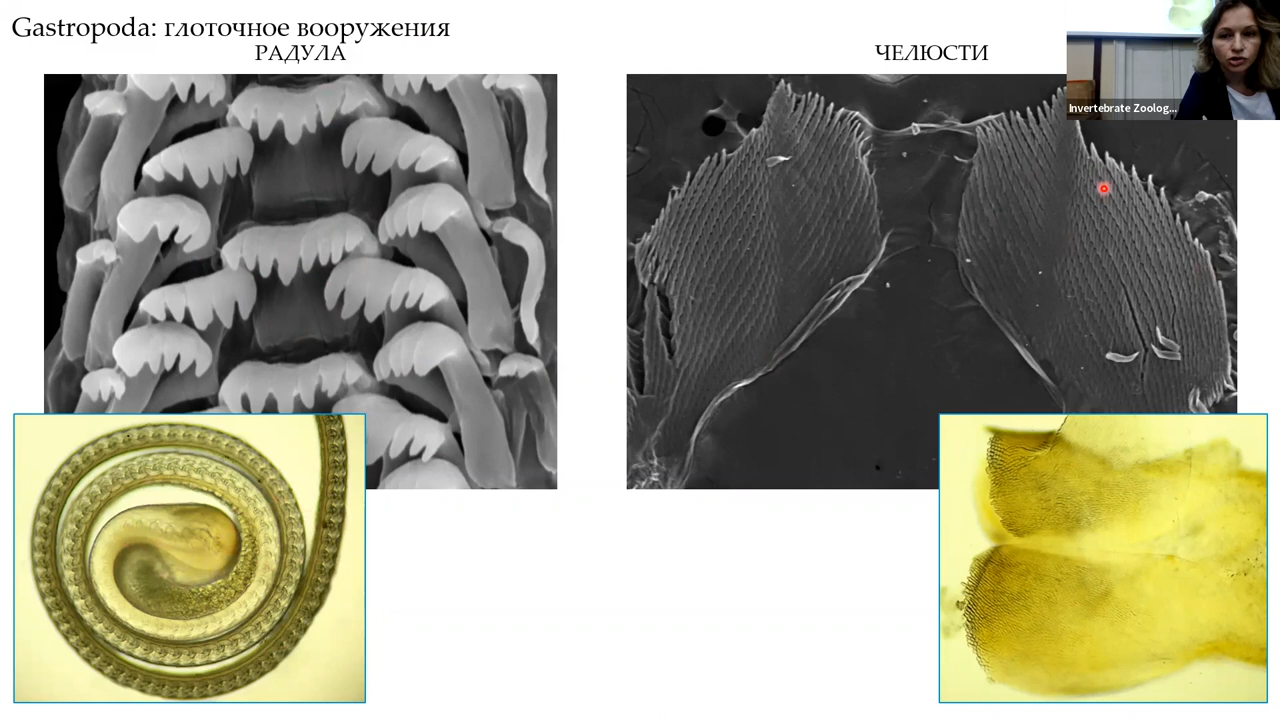 Gastropoda: глоточное вооружения
РАДУЛА
ЧЕЛЮСТИ
Invertebrate Zoolog...